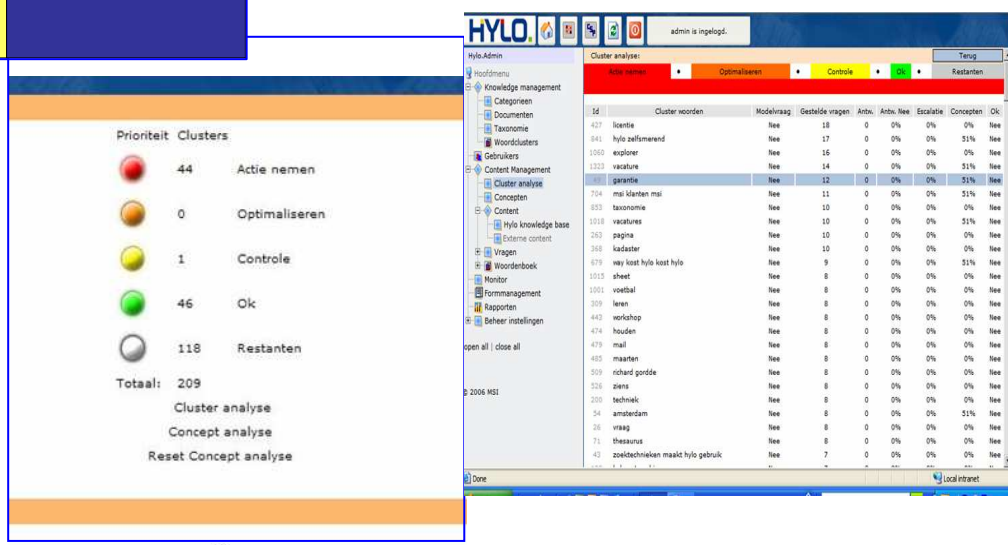 Prioriteit Clusters
44 Actie nemen
0 Optimaliseren
1 Controle
46 Ok
118 Restanten
Totaal: 209
Cluster analyse
Concept analyse
Reset Concept analyse
HYLO.
admin is ingelogd.
Hylo.Admin
Hoofdmenu
Knowledge management
Categorieen
Documenten
Taxonomie
Woordclusters
Gebruikers
Content Management
Cluster analyse
Concepten
Content
Hylo knowledge base
Externe content
Vragen
Woordenboek
Monitor
Formmanagement
Rapporten
Beheer instellingen
open all | close all
© 2006 MSI
Cluster analyse: Terug
Actie nemen • Optimaliseren • Controle • Ok • Restanten
Id Cluster woorden Modelvraag Gestelde vragen Antw. Antw. Nee Escalatie Concepten Ok
427 licentie Nee 18 0 0% 0% 0% Nee
841 hylo zelfsmerend Nee 17 0 0% 0% 51% Nee
1060 explorer Nee 16 0 0% 0% 0% Nee
1323 vacature Nee 14 0 0% 0% 51% Nee
garantie Nee 12 0 0% 0% 51% Nee
704 msi klanten msi Nee 11 0 0% 0% 51% Nee
853 taxonomie Nee 10 0 0% 0% 0% Nee
1018 vacatures Nee 10 0 0% 0% 51% Nee
263 pagina Nee 10 0 0% 0% 0% Nee
368 kadaster Nee 10 0 0% 0% 0% Nee
679 way kost hylo kost hylo Nee 9 0 0% 0% 51% Nee
1015 sheet Nee 8 0 0% 0% 0% Nee
1001 voetbal Nee 8 0 0% 0% 0% Nee
309 leren Nee 8 0 0% 0% 0% Nee
443 workshop Nee 8 0 0% 0% 0% Nee
474 houden Nee 8 0 0% 0% 0% Nee
479 mail Nee 8 0 0% 0% 0% Nee
485 maarten Nee 8 0 0% 0% 0% Nee
509 richard gordde Nee 8 0 0% 0% 0% Nee
526 ziens Nee 8 0 0% 0% 0% Nee
200 techniek Nee 8 0 0% 0% 0% Nee
54 amsterdam Nee 8 0 0% 0% 51% Nee
26 vraag Nee 8 0 0% 0% 0% Nee
71 thesaurus Nee 8 0 0% 0% 0% Nee
43 zoektechnieken maakt hylo gebruik Nee 7 0 0% 0% 0% Nee
Done Local intranet